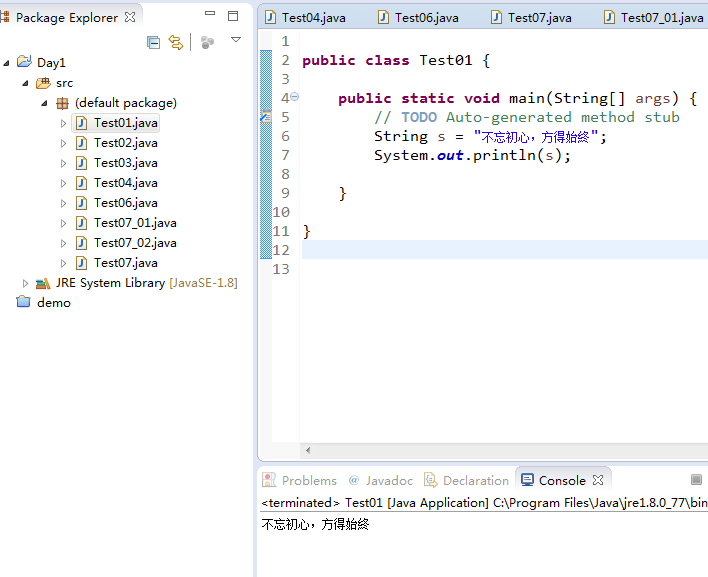 Package Explorer
Day1
src
(default package)
Test01.java
Test02.java
Test03.java
Test04.java
Test06.java
Test07_01.java
Test07_02.java
Test07.java
JRE System Library [JavaSE-1.8]
demo
Test04.java Test06.java Test07.java Test07_01.java
1
2 public class Test01 {
3
4 public static void main(String[] args) {
5 // TODO Auto-generated method stub
6 String s = "不忘初心，方得始终";
7 System.out.println(s);
8
9 }
10
11 }
12
13
Problems @ Javadoc Declaration Console
<terminated> Test01 [Java Application] C:\Program Files\Java\jre1.8.0_77\bin
不忘初心，方得始终